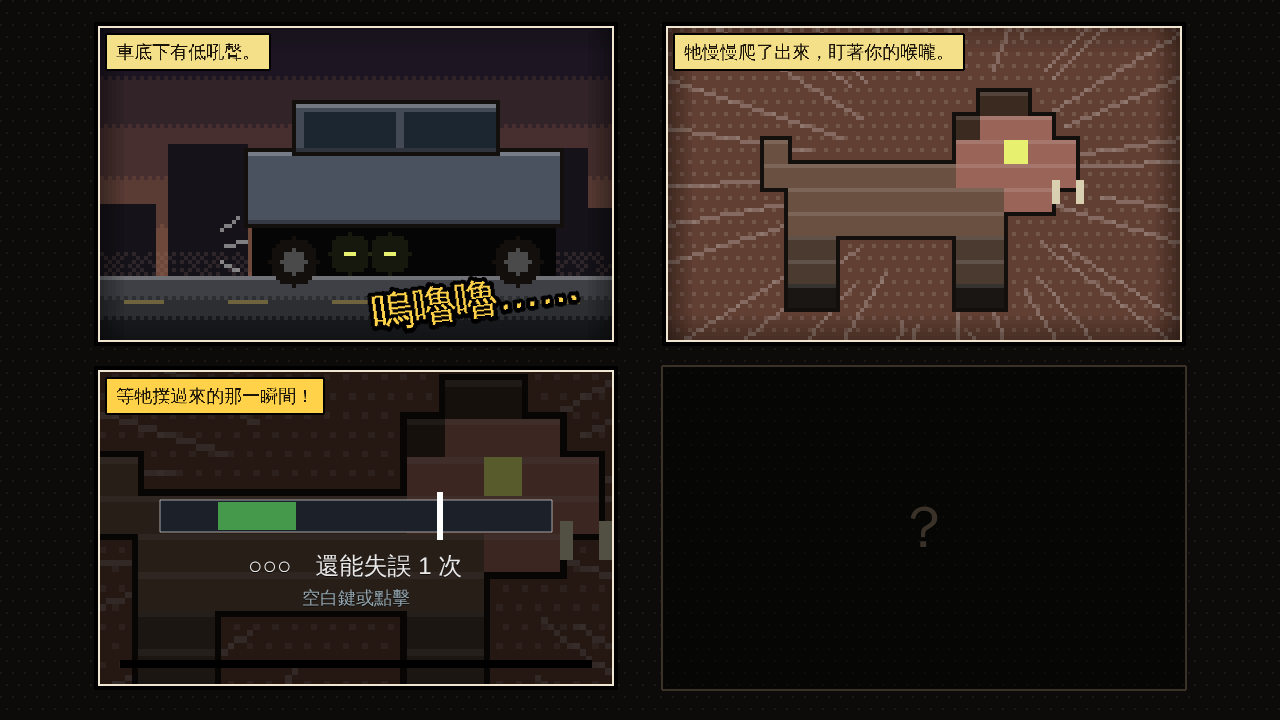 車底下有低吼聲。
嗚嚕嚕……
牠慢慢爬了出來，盯著你的喉嚨。
等牠撲過來的那一瞬間！
○○○ 還能失誤 1 次
空白鍵或點擊
？